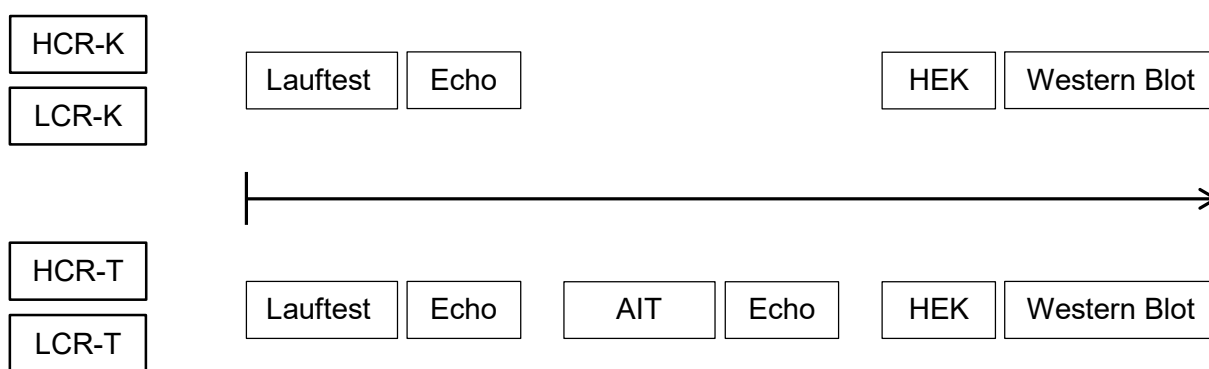 HCR-K
LCR-K
Lauftest Echo HEK Western Blot
HCR-T
LCR-T
Lauftest Echo AIT Echo HEK Western Blot